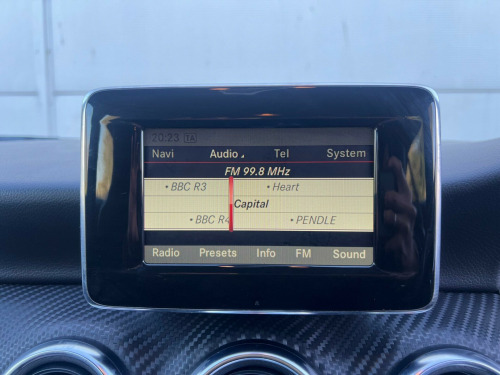 20:23 TA
Navi Audio Tel System
FM 99.8 MHz
• BBC R3 • Heart
Capital
• BBC R4 • PENDLE
Radio Presets Info FM Sound